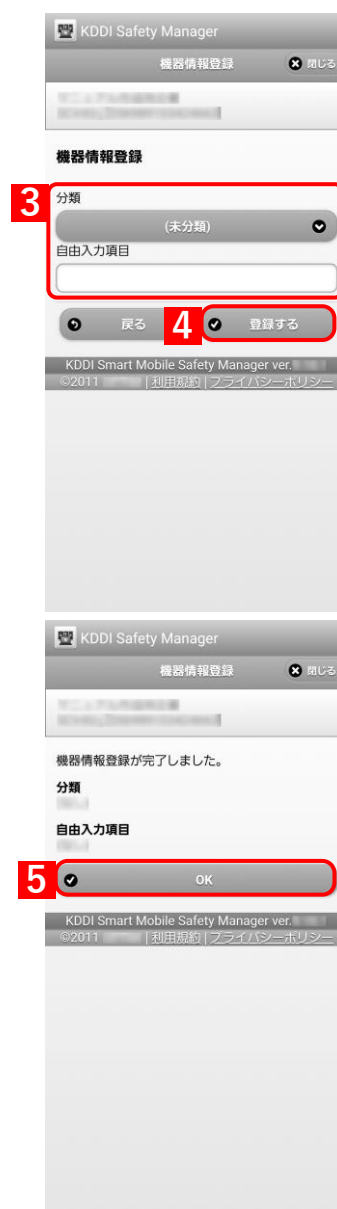 KDDI Safety Manager
機器情報登録 閉じる
機器情報登録
3
分類
(未分類)
自由入力項目
戻る 4 登録する
KDDI Smart Mobile Safety Manager ver.
©2011 | 利用規約 | プライバシーポリシー
KDDI Safety Manager
機器情報登録 閉じる
機器情報登録が完了しました。
分類
自由入力項目
5 OK
KDDI Smart Mobile Safety Manager ver.
©2011 | 利用規約 | プライバシーポリシー